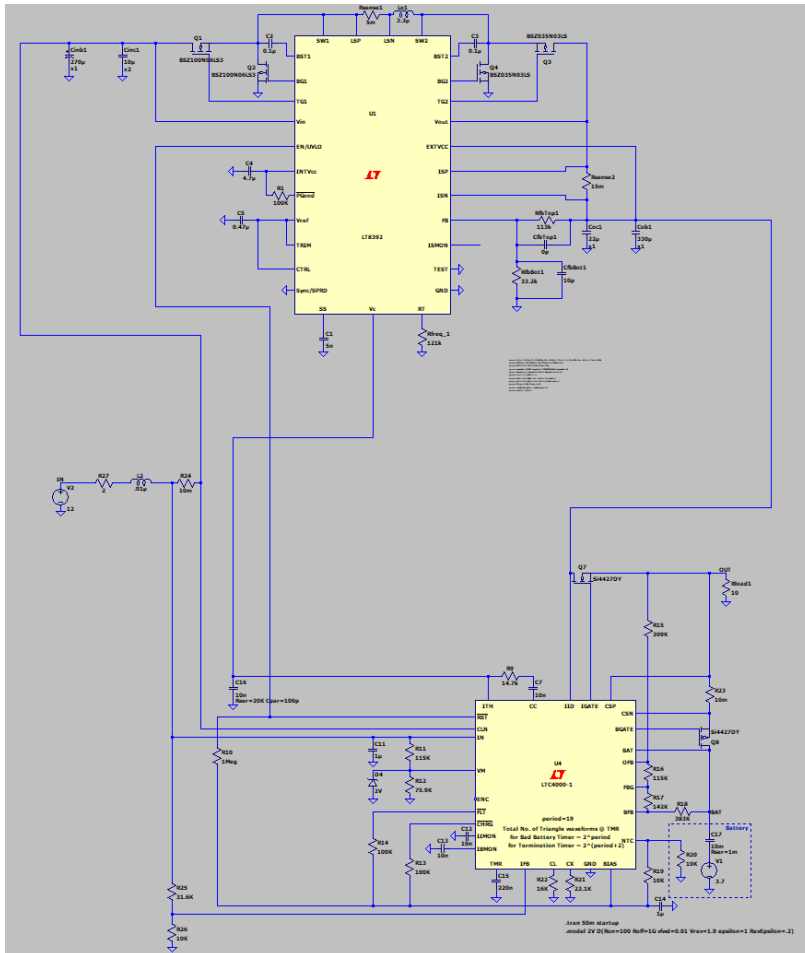 Rsense1
5m
Ls1
3.3µ
Q1
BSZ100N06LS3
Cinb1
270µ
x1
Cinc1
10µ
x2
C2
0.1µ
Q2
BSZ100N06LS3
SW1
LSP
LSN
SW2
C3
0.1µ
Q4
BSZ035N03LS
BSZ035N03LS
Q3
BST1
BG1
TG1
Vin
EN/UVLO
INTVcc
PGood
Vref
TRIM
CTRL
Sync/SPRD
SS
Vc
RT
U1
LT8392
BST2
BG2
TG2
Vout
EXTVCC
ISP
ISN
FB
ISMON
TEST
GND
C4
4.7µ
R1
100K
C5
0.47µ
Rsense2
15m
RfbTop1
113k
CfbTop1
0p
RfbBot1
33.2k
CfbBot1
10p
Coc1
22µ
x1
Cob1
330µ
x1
C1
5n
Rfreq_1
121k
IN
V2
12
R27
2
L2
.01µ
R24
10m
Q7
Si4427DY
OUT
Rload1
10
R15
309K
R9
14.7k
C7
10n
C16
10n
Rser=20K Cpar=100p
R23
10m
Si4427DY
Q8
ITH
CC
IID
IGATE
CSP
RST
CLN
IN
VM
ENC
FLT
CHRG
IIMON
IBMON
TMR
IFB
CL
CX
GND
BIAS
CSN
BGATE
BAT
OFB
FBG
BFB
NTC
U4
LTC4000-1
period=19
Total No. of Triangle waveforms @ TMR
for Bad Battery Timer ~ 2^period
for Termination Timer ~ 2^(period+2)
R10
1Meg
C11
1µ
R11
115K
D4
2V
R12
75.9K
R14
100K
R13
100K
C12
10n
C13
10n
C15
220n
R22
16K
R21
22.1K
R16
115K
R17
142K
R18
383K
BAT
Battery
C17
10m
Rser=1m
V1
3.7
R20
10K
R19
10K
C14
1µ
R25
31.6K
R26
10K
.tran 50m startup
.model 2V D(Ron=100 Roff=1G vfwd=0.01 Vrev=1.9 epsilon=1 RevEpsilon=.2)